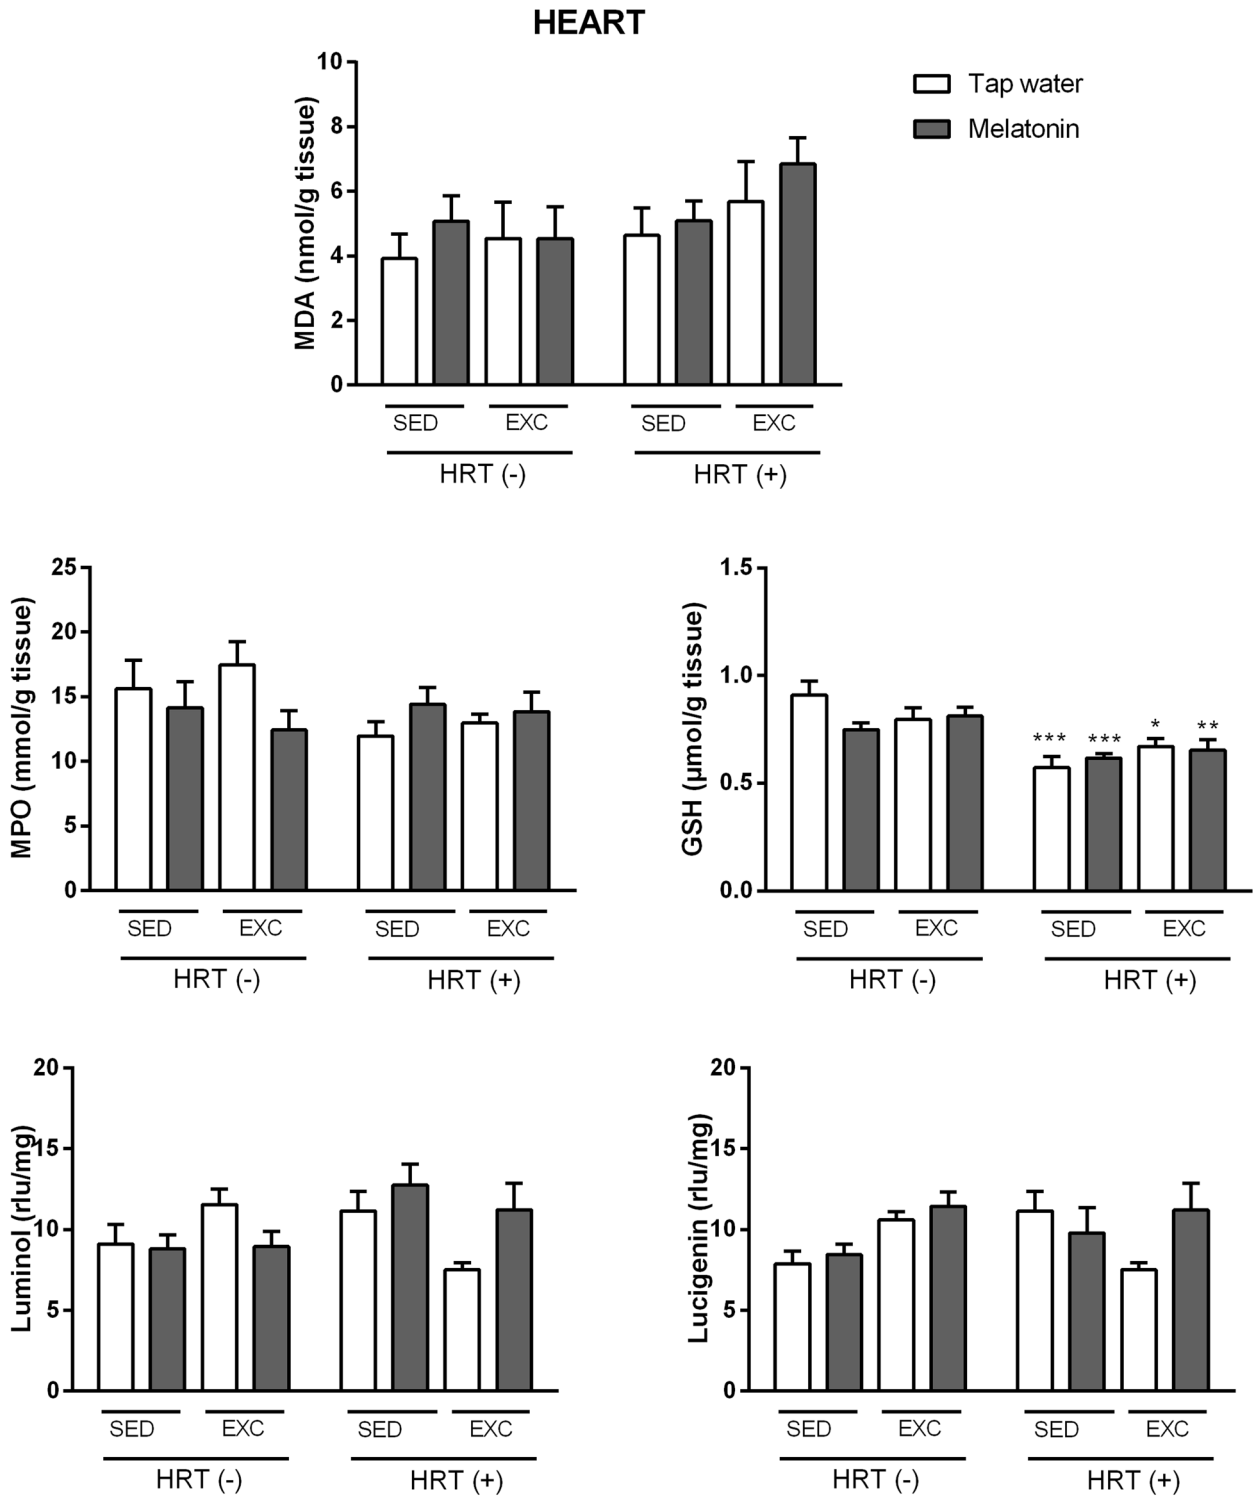 HEART
Tap water
Melatonin
MDA (nmol/g tissue)
10
8
6
4
2
0
SED EXC SED EXC
HRT (-) HRT (+)
MPO (mmol/g tissue)
25
20
15
10
5
0
SED EXC SED EXC
HRT (-) HRT (+)
GSH (µmol/g tissue)
1.5
1.0
0.5
0.0
*** *** * **
SED EXC SED EXC
HRT (-) HRT (+)
Luminol (rlu/mg)
20
15
10
5
0
SED EXC SED EXC
HRT (-) HRT (+)
Lucigenin (rlu/mg)
20
15
10
5
0
SED EXC SED EXC
HRT (-) HRT (+)